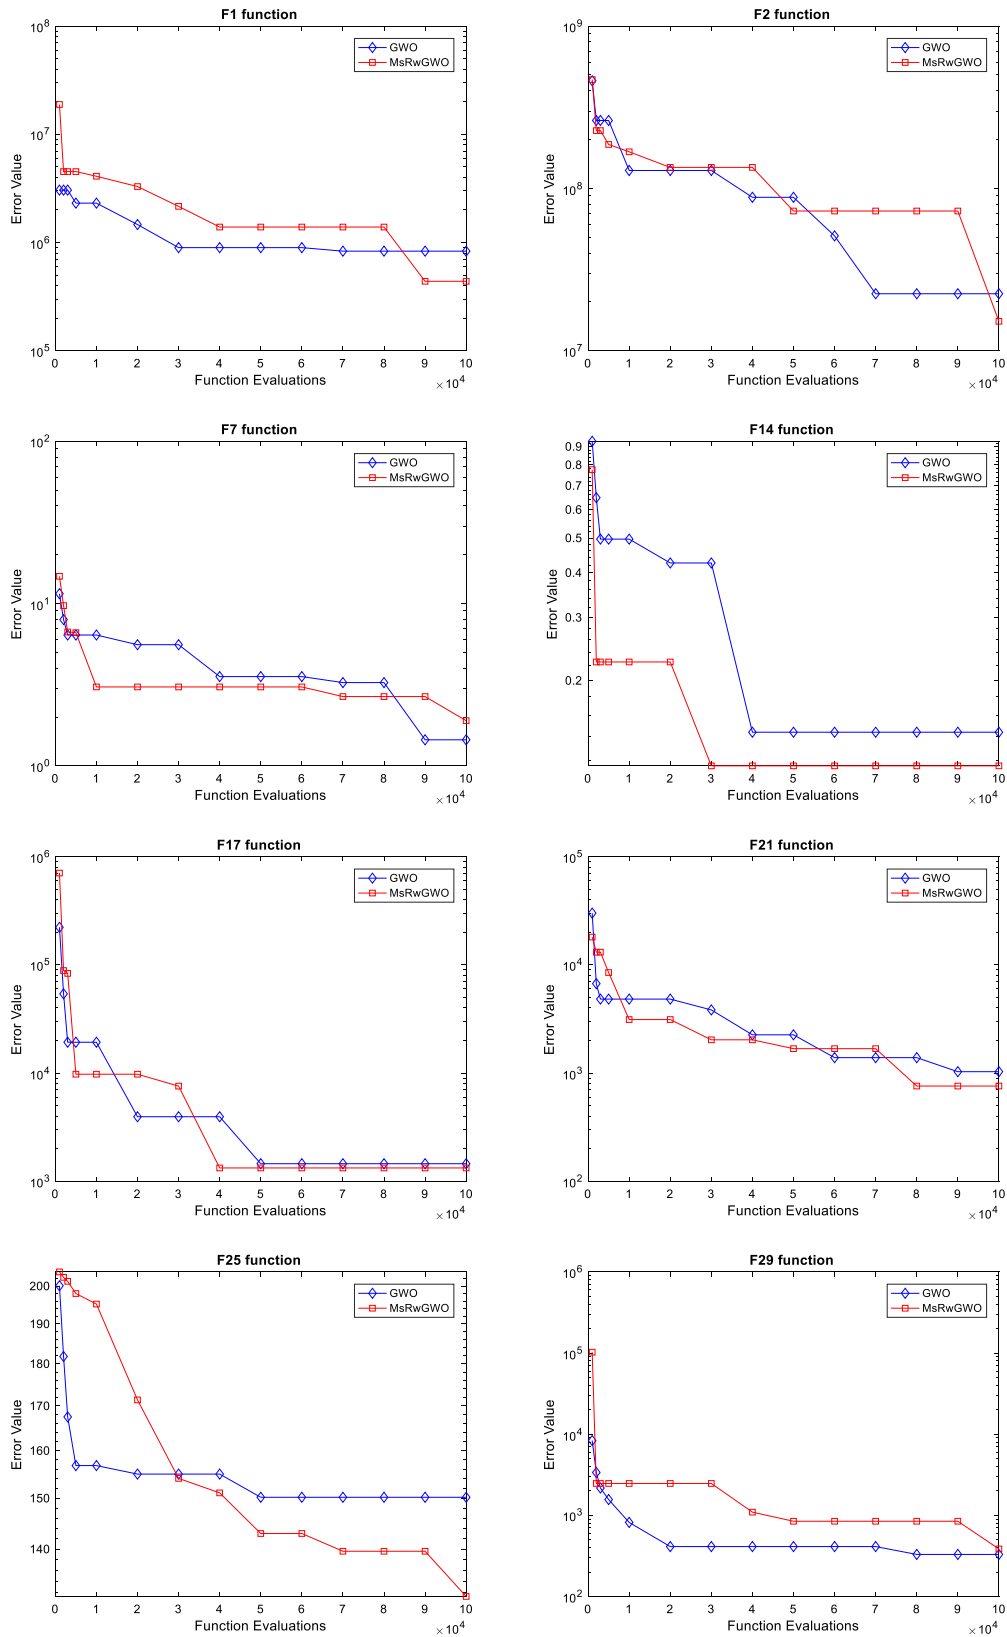 F1 function
10^8
10^7
10^6
10^5
Error Value
GWO
MsRwGWO
0 1 2 3 4 5 6 7 8 9 10
Function Evaluations
×10^4
F2 function
10^9
10^8
10^7
Error Value
GWO
MsRwGWO
0 1 2 3 4 5 6 7 8 9 10
Function Evaluations
×10^4
F7 function
10^2
10^1
10^0
Error Value
GWO
MsRwGWO
0 1 2 3 4 5 6 7 8 9 10
Function Evaluations
×10^4
F14 function
0.9
0.8
0.7
0.6
0.5
0.4
0.3
0.2
Error Value
GWO
MsRwGWO
0 1 2 3 4 5 6 7 8 9 10
Function Evaluations
×10^4
F17 function
10^6
10^5
10^4
10^3
Error Value
GWO
MsRwGWO
0 1 2 3 4 5 6 7 8 9 10
Function Evaluations
×10^4
F21 function
10^5
10^4
10^3
10^2
Error Value
GWO
MsRwGWO
0 1 2 3 4 5 6 7 8 9 10
Function Evaluations
×10^4
F25 function
200
190
180
170
160
150
140
Error Value
GWO
MsRwGWO
0 1 2 3 4 5 6 7 8 9 10
Function Evaluations
×10^4
F29 function
10^6
10^5
10^4
10^3
10^2
Error Value
GWO
MsRwGWO
0 1 2 3 4 5 6 7 8 9 10
Function Evaluations
×10^4